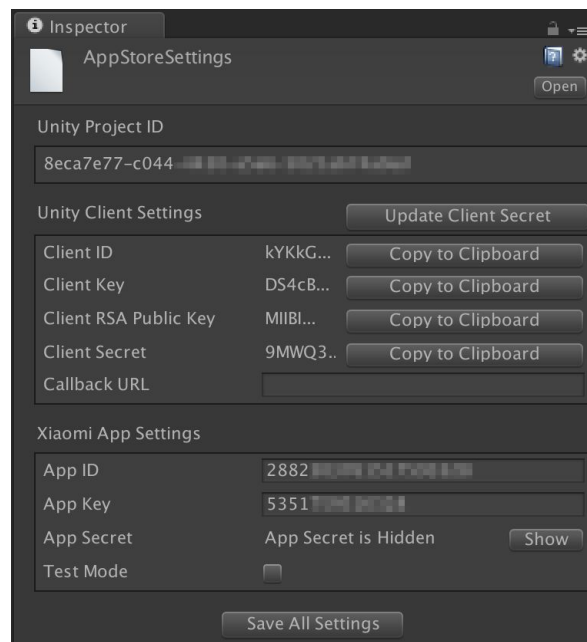 Inspector
AppStoreSettings
Open
Unity Project ID
8eca7e77-c044
Unity Client Settings Update Client Secret
Client ID kYKkG... Copy to Clipboard
Client Key DS4cB... Copy to Clipboard
Client RSA Public Key MIIBI... Copy to Clipboard
Client Secret 9MWQ3.. Copy to Clipboard
Callback URL
Xiaomi App Settings
App ID 2882
App Key 5351
App Secret App Secret is Hidden Show
Test Mode
Save All Settings